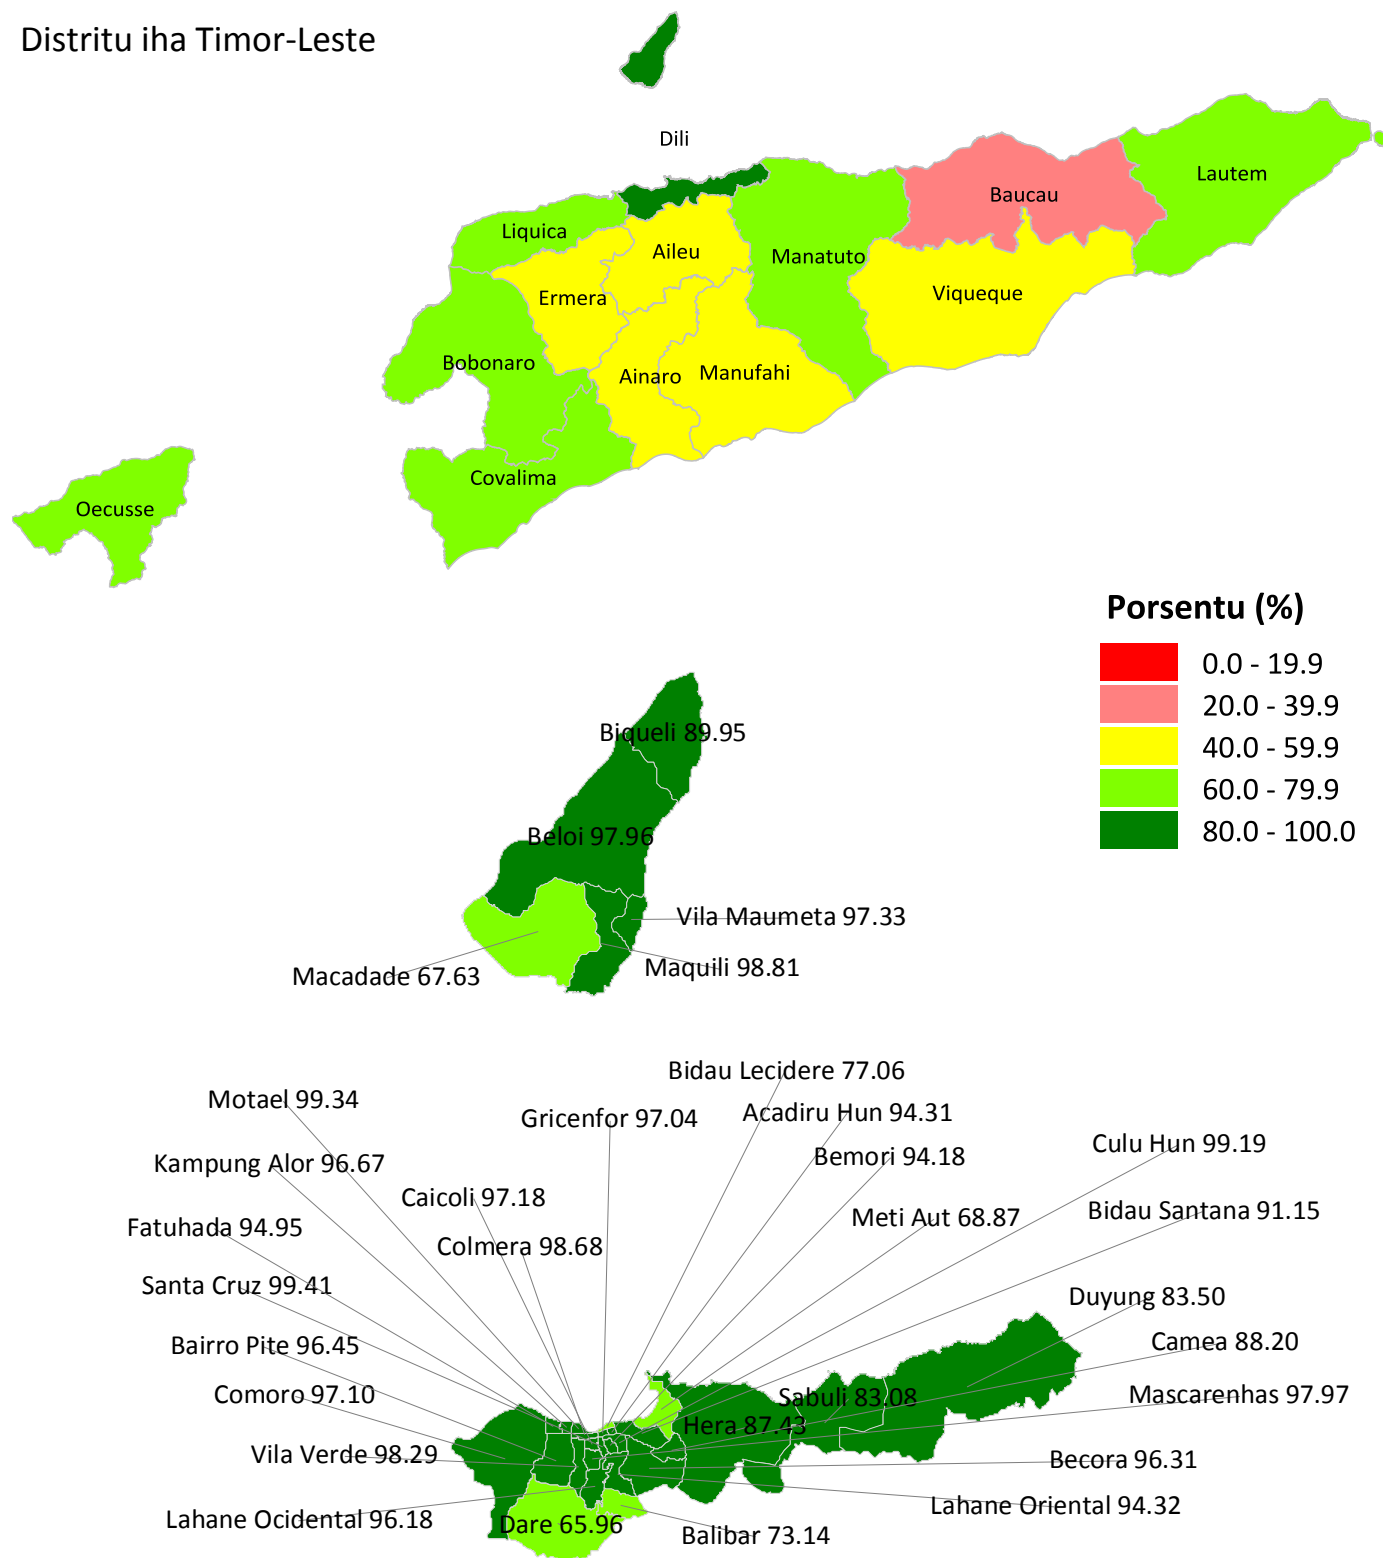 Distritu iha Timor-Leste
Dili
Lautem
Baucau
Liquica
Aileu
Manatuto
Viqueque
Ermera
Bobonaro
Ainaro
Manufahi
Covalima
Oecusse
Porsentu (%)
0.0 - 19.9
20.0 - 39.9
40.0 - 59.9
60.0 - 79.9
80.0 - 100.0
Biqueli 89.95
Beloi 97.96
Vila Maumeta 97.33
Maquili 98.81
Macadade 67.63
Bidau Lecidere 77.06
Motael 99.34
Gricenfor 97.04
Acadiru Hun 94.31
Culu Hun 99.19
Kampung Alor 96.67
Bemori 94.18
Caicoli 97.18
Bidau Santana 91.15
Fatuhada 94.95
Meti Aut 68.87
Colmera 98.68
Santa Cruz 99.41
Duyung 83.50
Bairro Pite 96.45
Camea 88.20
Comoro 97.10
Sabuli 83.08
Mascarenhas 97.97
Hera 87.43
Vila Verde 98.29
Becora 96.31
Lahane Oriental 94.32
Lahane Ocidental 96.18
Dare 65.96
Balibar 73.14